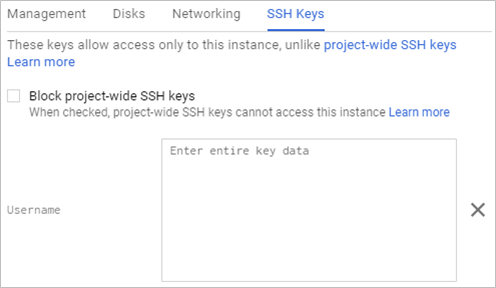 Management Disks Networking SSH Keys
These keys allow access only to this instance, unlike project-wide SSH keys
Learn more
Block project-wide SSH keys
When checked, project-wide SSH keys cannot access this instance Learn more
Enter entire key data
Username